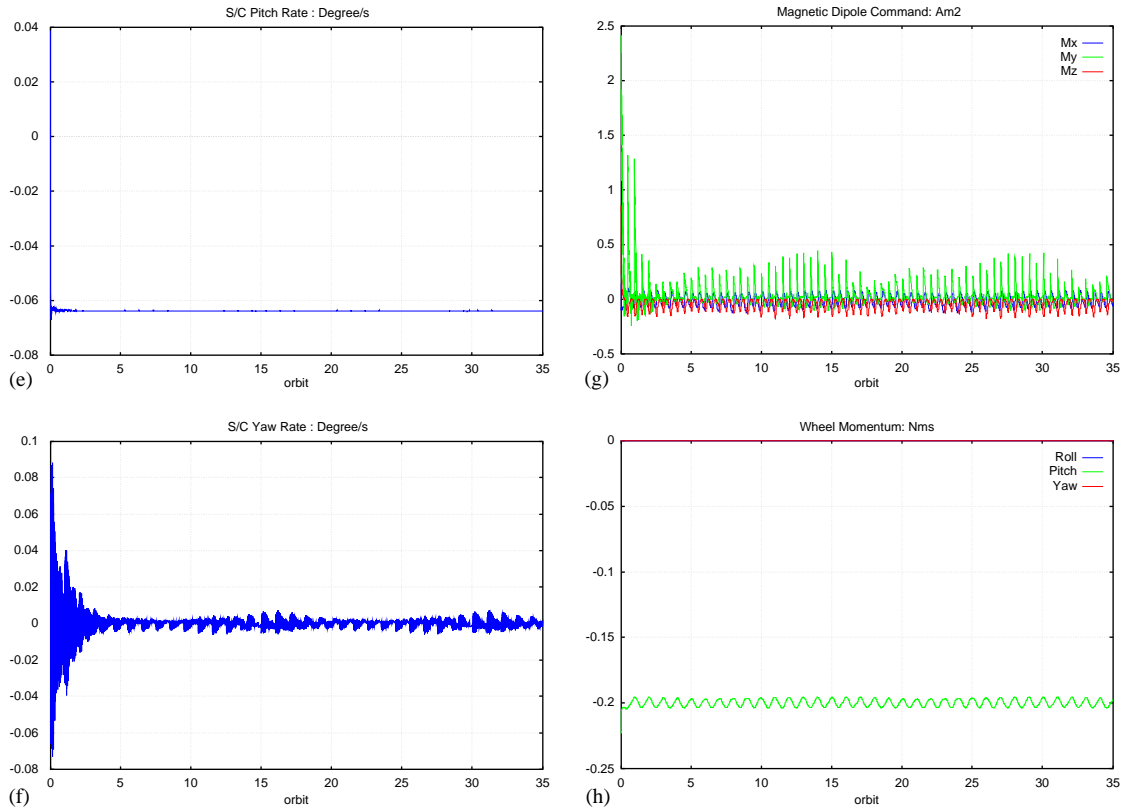 S/C Pitch Rate : Degree/s
0.04
0.02
0
-0.02
-0.04
-0.06
-0.08
0 5 10 15 20 25 30 35
orbit
(e)
Magnetic Dipole Command: Am2
Mx
My
Mz
2.5
2
1.5
1
0.5
0
-0.5
0 5 10 15 20 25 30 35
orbit
(g)
S/C Yaw Rate : Degree/s
0.1
0.08
0.06
0.04
0.02
0
-0.02
-0.04
-0.06
-0.08
0 5 10 15 20 25 30 35
orbit
(f)
Wheel Momentum: Nms
Roll
Pitch
Yaw
0
-0.05
-0.1
-0.15
-0.2
-0.25
0 5 10 15 20 25 30 35
orbit
(h)